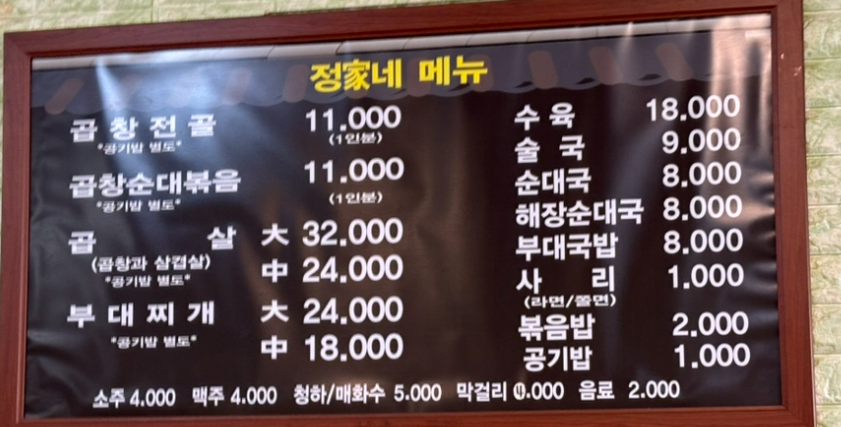 정家네 메뉴
곱창전골 11.000
*공기밥 별도* (1인분)
곱창순대볶음 11.000
*공기밥 별도* (1인분)
곱 살 大 32.000
(곱창과 삼겹살) 中 24.000
*공기밥 별도*
부대찌개 大 24.000
*공기밥 별도* 中 18.000
수육 18.000
술국 9.000
순대국 8.000
해장순대국 8.000
부대국밥 8.000
사리 1.000
(라면/쫄면)
볶음밥 2.000
공기밥 1.000
소주 4.000 맥주 4.000 청하/매화수 5.000 막걸리 음료 2.000